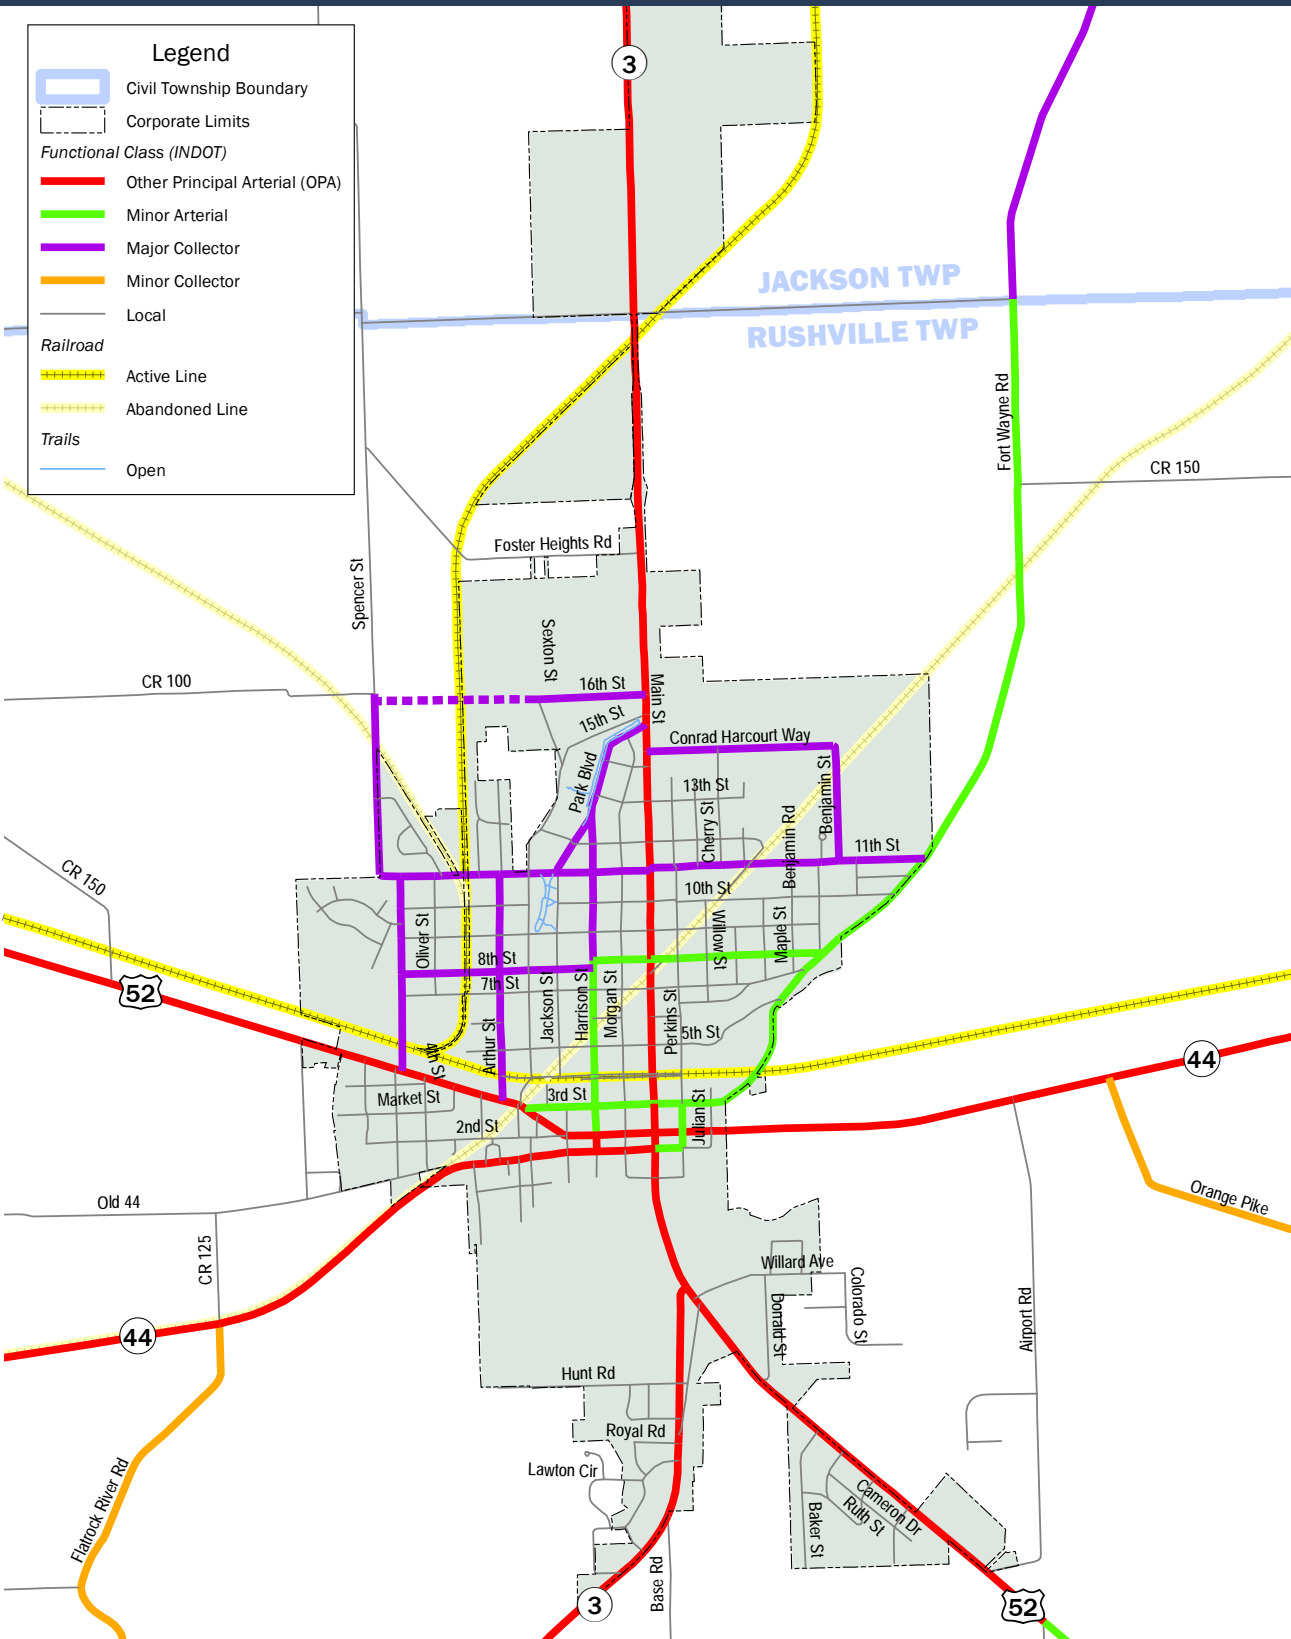 Legend
Civil Township Boundary
Corporate Limits
Functional Class (INDOT)
Other Principal Arterial (OPA)
Minor Arterial
Major Collector
Minor Collector
Local
Railroad
Active Line
Abandoned Line
Trails
Open
3
JACKSON TWP
RUSHVILLE TWP
Fort Wayne Rd
CR 150
Foster Heights Rd
Spencer St
Sexton St
CR 100
16th St
Main St
15th St
Conrad Harcourt Way
Park Blvd
13th St
Benjamin St
Cherry St
Benjamin Rd
11th St
CR 150
10th St
Oliver St
Willow St
Maple St
8th St
7th St
52
Jackson St
Harrison St
Morgan St
Perkins St
5th St
Arthur St
4th St
44
3rd St
Market St
2nd St
Julian St
Old 44
Orange Pike
CR 125
Willard Ave
Colorado St
Donald St
Airport Rd
44
Hunt Rd
Royal Rd
Lawton Cir
Flatrock River Rd
Cameron Dr
Ruth St
Baker St
Base Rd
3
52